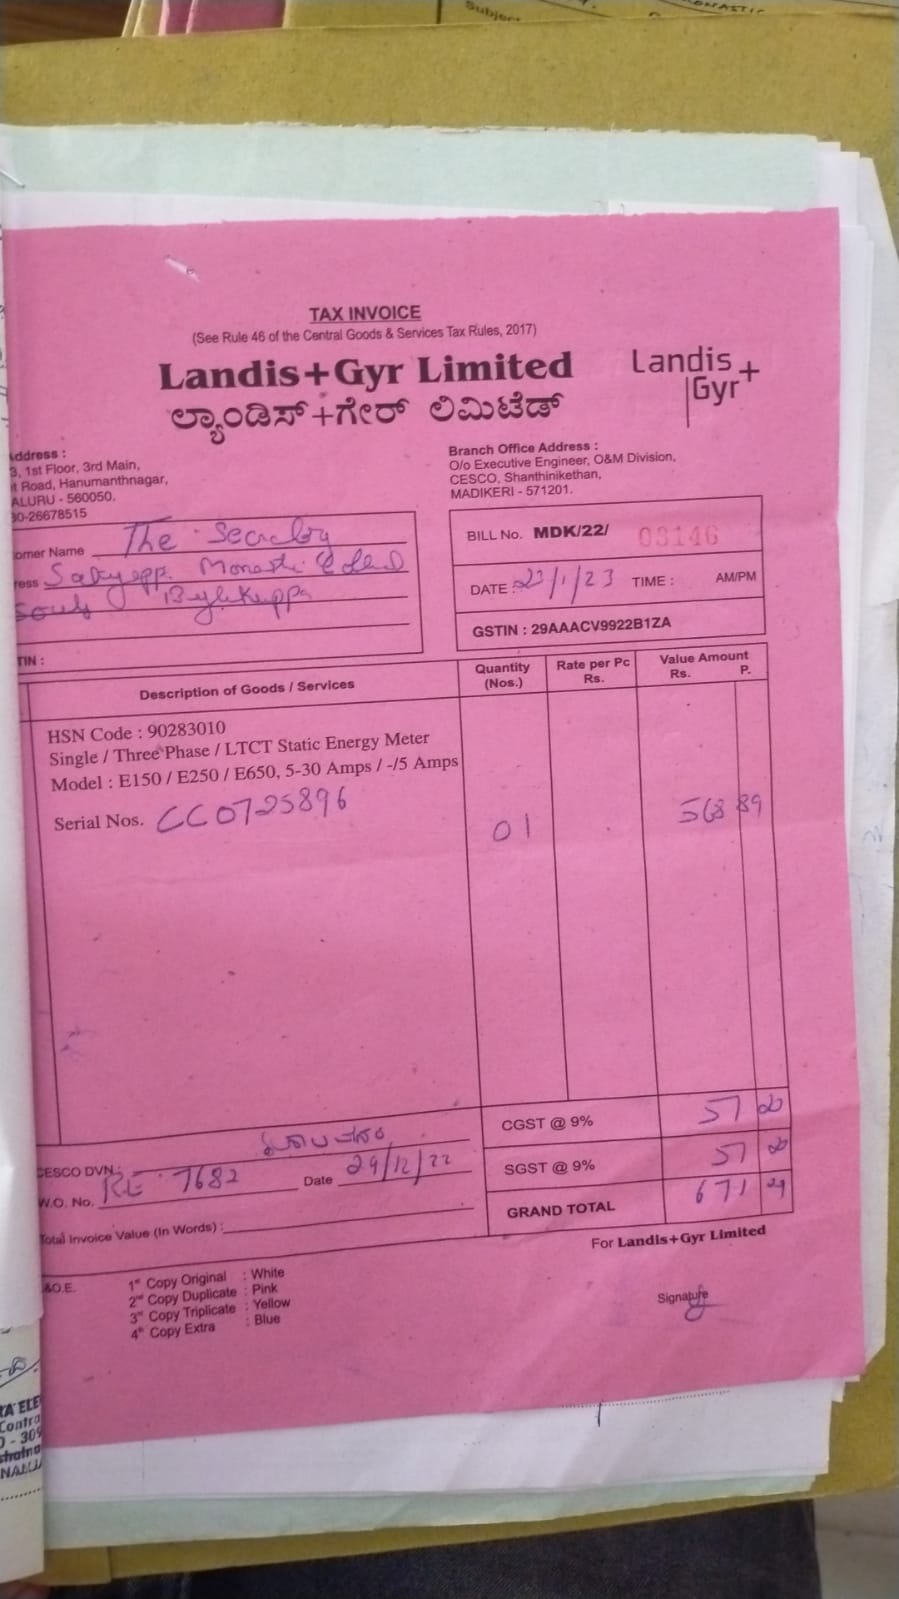 Subject
ONASTIC
TAX INVOICE
(See Rule 46 of the Central Goods & Services Tax Rules, 2017)
Landis+Gyr Limited
Landis+
Gyr
ಲ್ಯಾಂಡಿಸ್+ಗೇರ್ ಲಿಮಿಟೆಡ್
ddress :
3, 1st Floor, 3rd Main,
t Road, Hanumanthnagar,
ALURU - 560050.
30-26678515
Branch Office Address :
O/o Executive Engineer, O&M Division,
CESCO, Shanthinikethan,
MADIKERI - 571201.
omer Name The Secretary
ress
Bylekuppa
TIN :
BILL No. MDK/22/ 03146
DATE : 23/1/23 TIME : AM/PM
GSTIN : 29AAACV9922B1ZA
Description of Goods / Services
Quantity (Nos.)
Rate per Pc Rs.
Value Amount Rs. P.
HSN Code : 90283010
Single / Three Phase / LTCT Static Energy Meter
Model : E150 / E250 / E650, 5-30 Amps / -/5 Amps
Serial Nos. CC0725896
01
568 89
CGST @ 9% 51 20
SGST @ 9% 51 20
GRAND TOTAL 671 29
CESCO DVN.:
W.O. No. RE 7682 Date 29/12/22
Total Invoice Value (In Words) :
For Landis+Gyr Limited
&O.E.
1st Copy Original : White
2nd Copy Duplicate : Pink
3rd Copy Triplicate : Yellow
4th Copy Extra : Blue
Signature